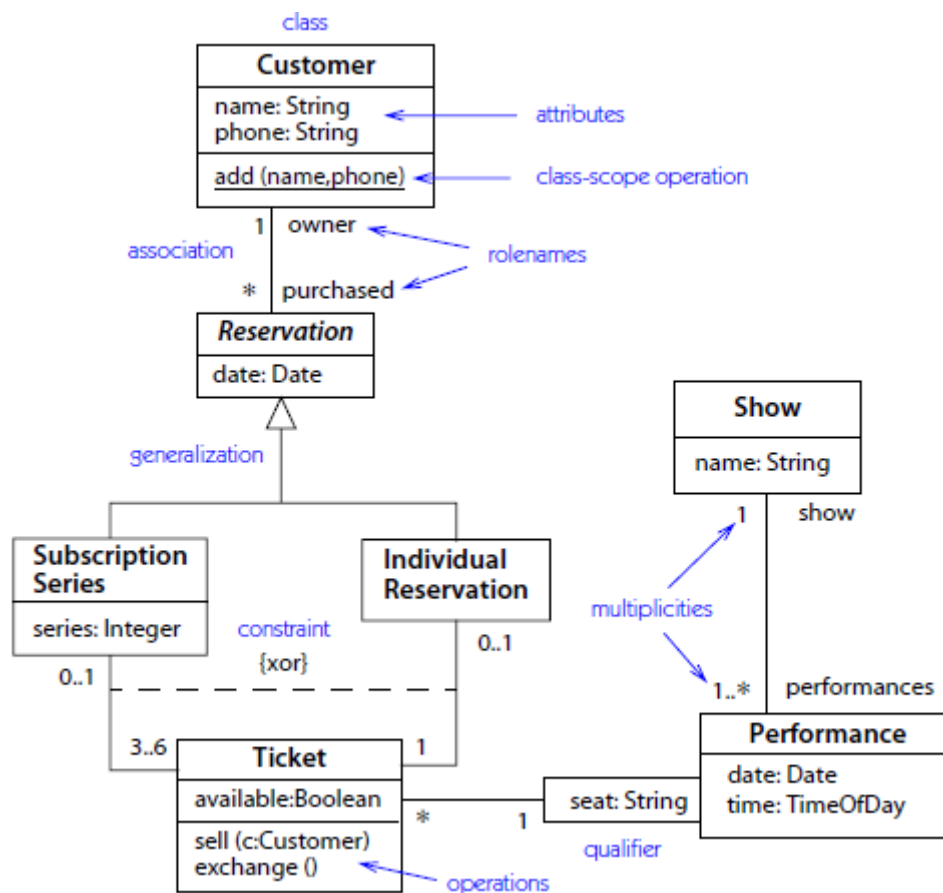 class
Customer
name: String
phone: String
attributes
add (name,phone)
class-scope operation
1 owner
association
rolenames
* purchased
Reservation
date: Date
generalization
Show
name: String
1 show
Subscription
Series
series: Integer
Individual
Reservation
multiplicities
constraint
{xor}
0..1
0..1
1..* performances
Performance
date: Date
time: TimeOfDay
3..6
1
Ticket
available:Boolean
sell (c:Customer)
exchange ()
*
1
seat: String
qualifier
operations